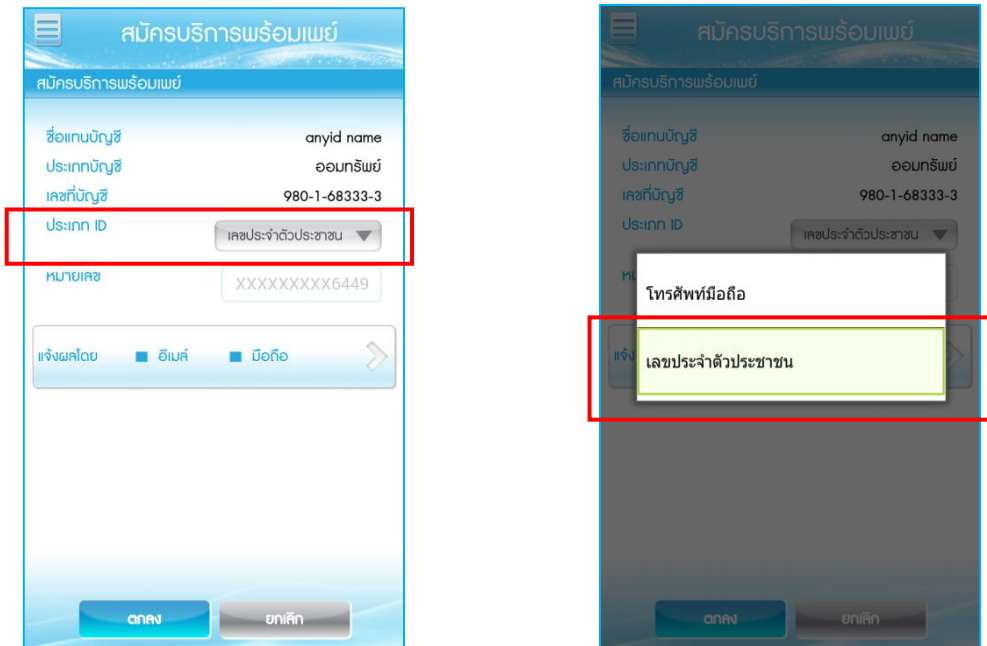 สมัครบริการพร้อมเพย์
สมัครบริการพร้อมเพย์
ชื่อแทนบัญชี anyid name
ประเภทบัญชี ออมทรัพย์
เลขที่บัญชี 980-1-68333-3
ประเภท ID เลขประจำตัวประชาชน
หมายเลข XXXXXXXXX6449
แจ้งผลโดย อีเมล์ มือถือ
ตกลง ยกเลิก
สมัครบริการพร้อมเพย์
สมัครบริการพร้อมเพย์
ชื่อแทนบัญชี anyid name
ประเภทบัญชี ออมทรัพย์
เลขที่บัญชี 980-1-68333-3
ประเภท ID เลขประจำตัวประชาชน
โทรศัพท์มือถือ
เลขประจำตัวประชาชน
ตกลง ยกเลิก